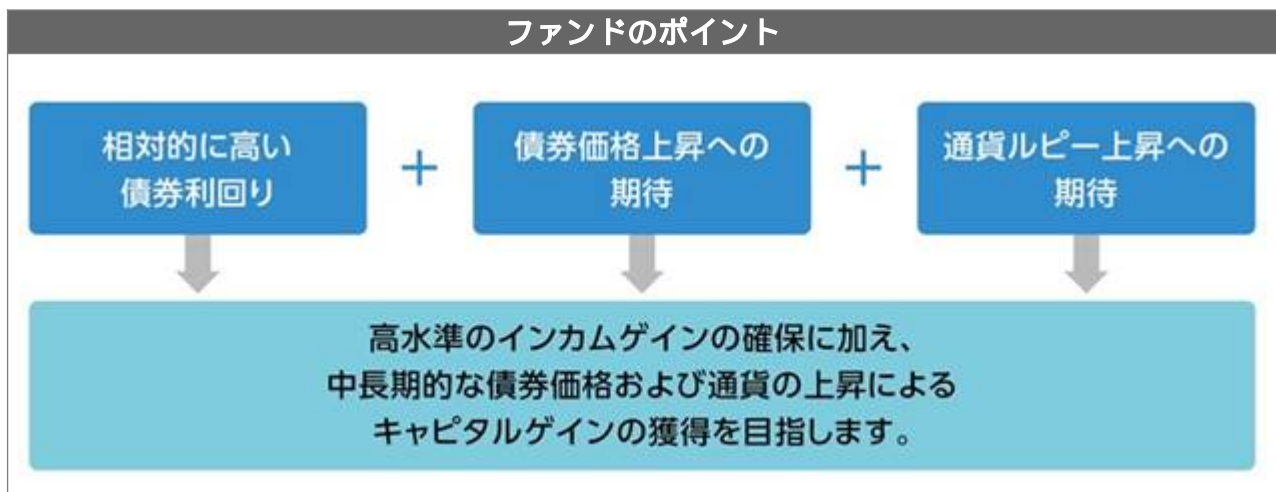 ファンドのポイント
相対的に高い
債券利回り
+
債券価格上昇への
期待
+
通貨ルピー上昇への
期待
高水準のインカムゲインの確保に加え、
中長期的な債券価格および通貨の上昇による
キャピタルゲインの獲得を目指します。